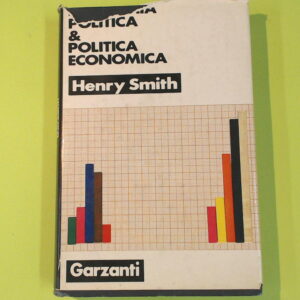 POLITICA
& POLITICA
ECONOMICA
Henry Smith
Garzanti